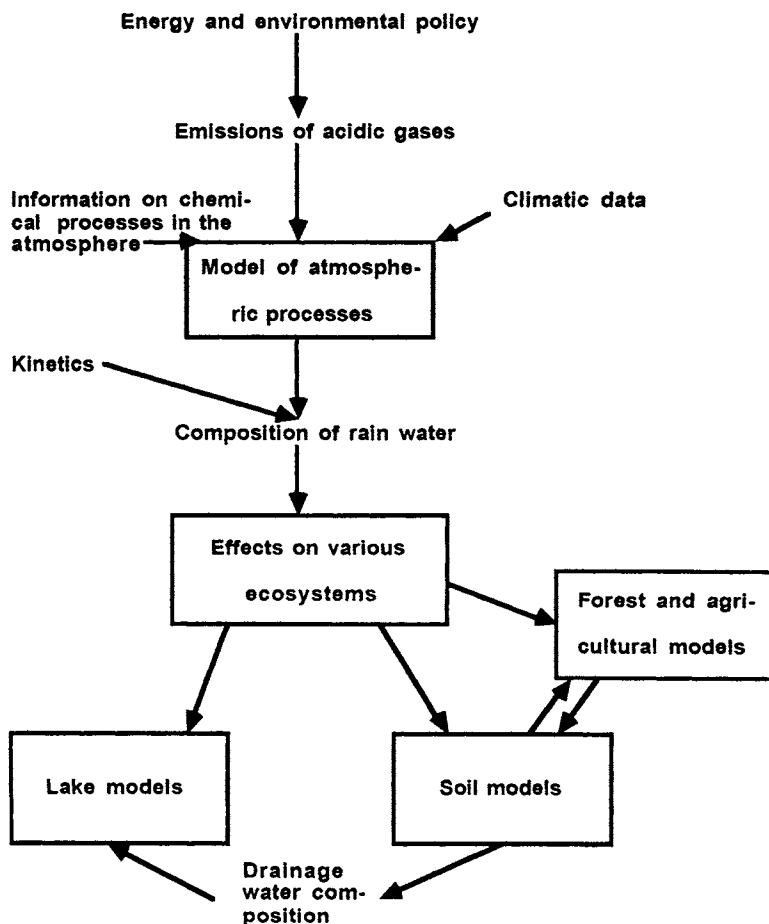 Energy and environmental policy
Emissions of acidic gases
Information on chemi-
cal processes in the
atmosphere
Climatic data
Model of atmosphe-
ric processes
Kinetics
Composition of rain water
Effects on various
ecosystems
Forest and agri-
cultural models
Lake models
Soil models
Drainage
water com-
position